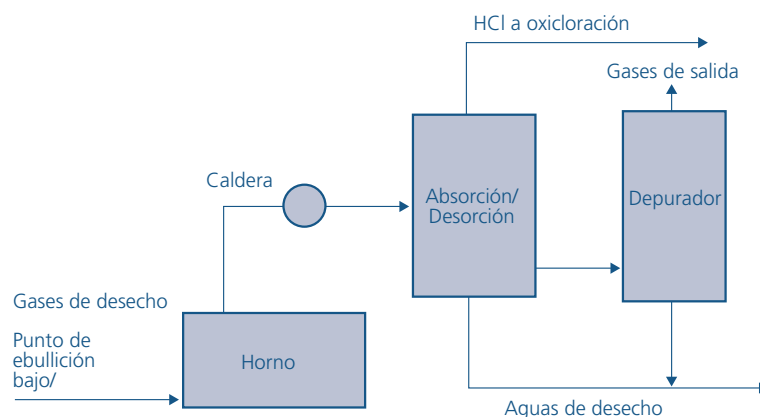 HCl a oxicloración
Gases de salida
Caldera
Absorción/
Desorción
Depurador
Gases de desecho
Punto de
ebullición
bajo/
Horno
Aguas de desecho